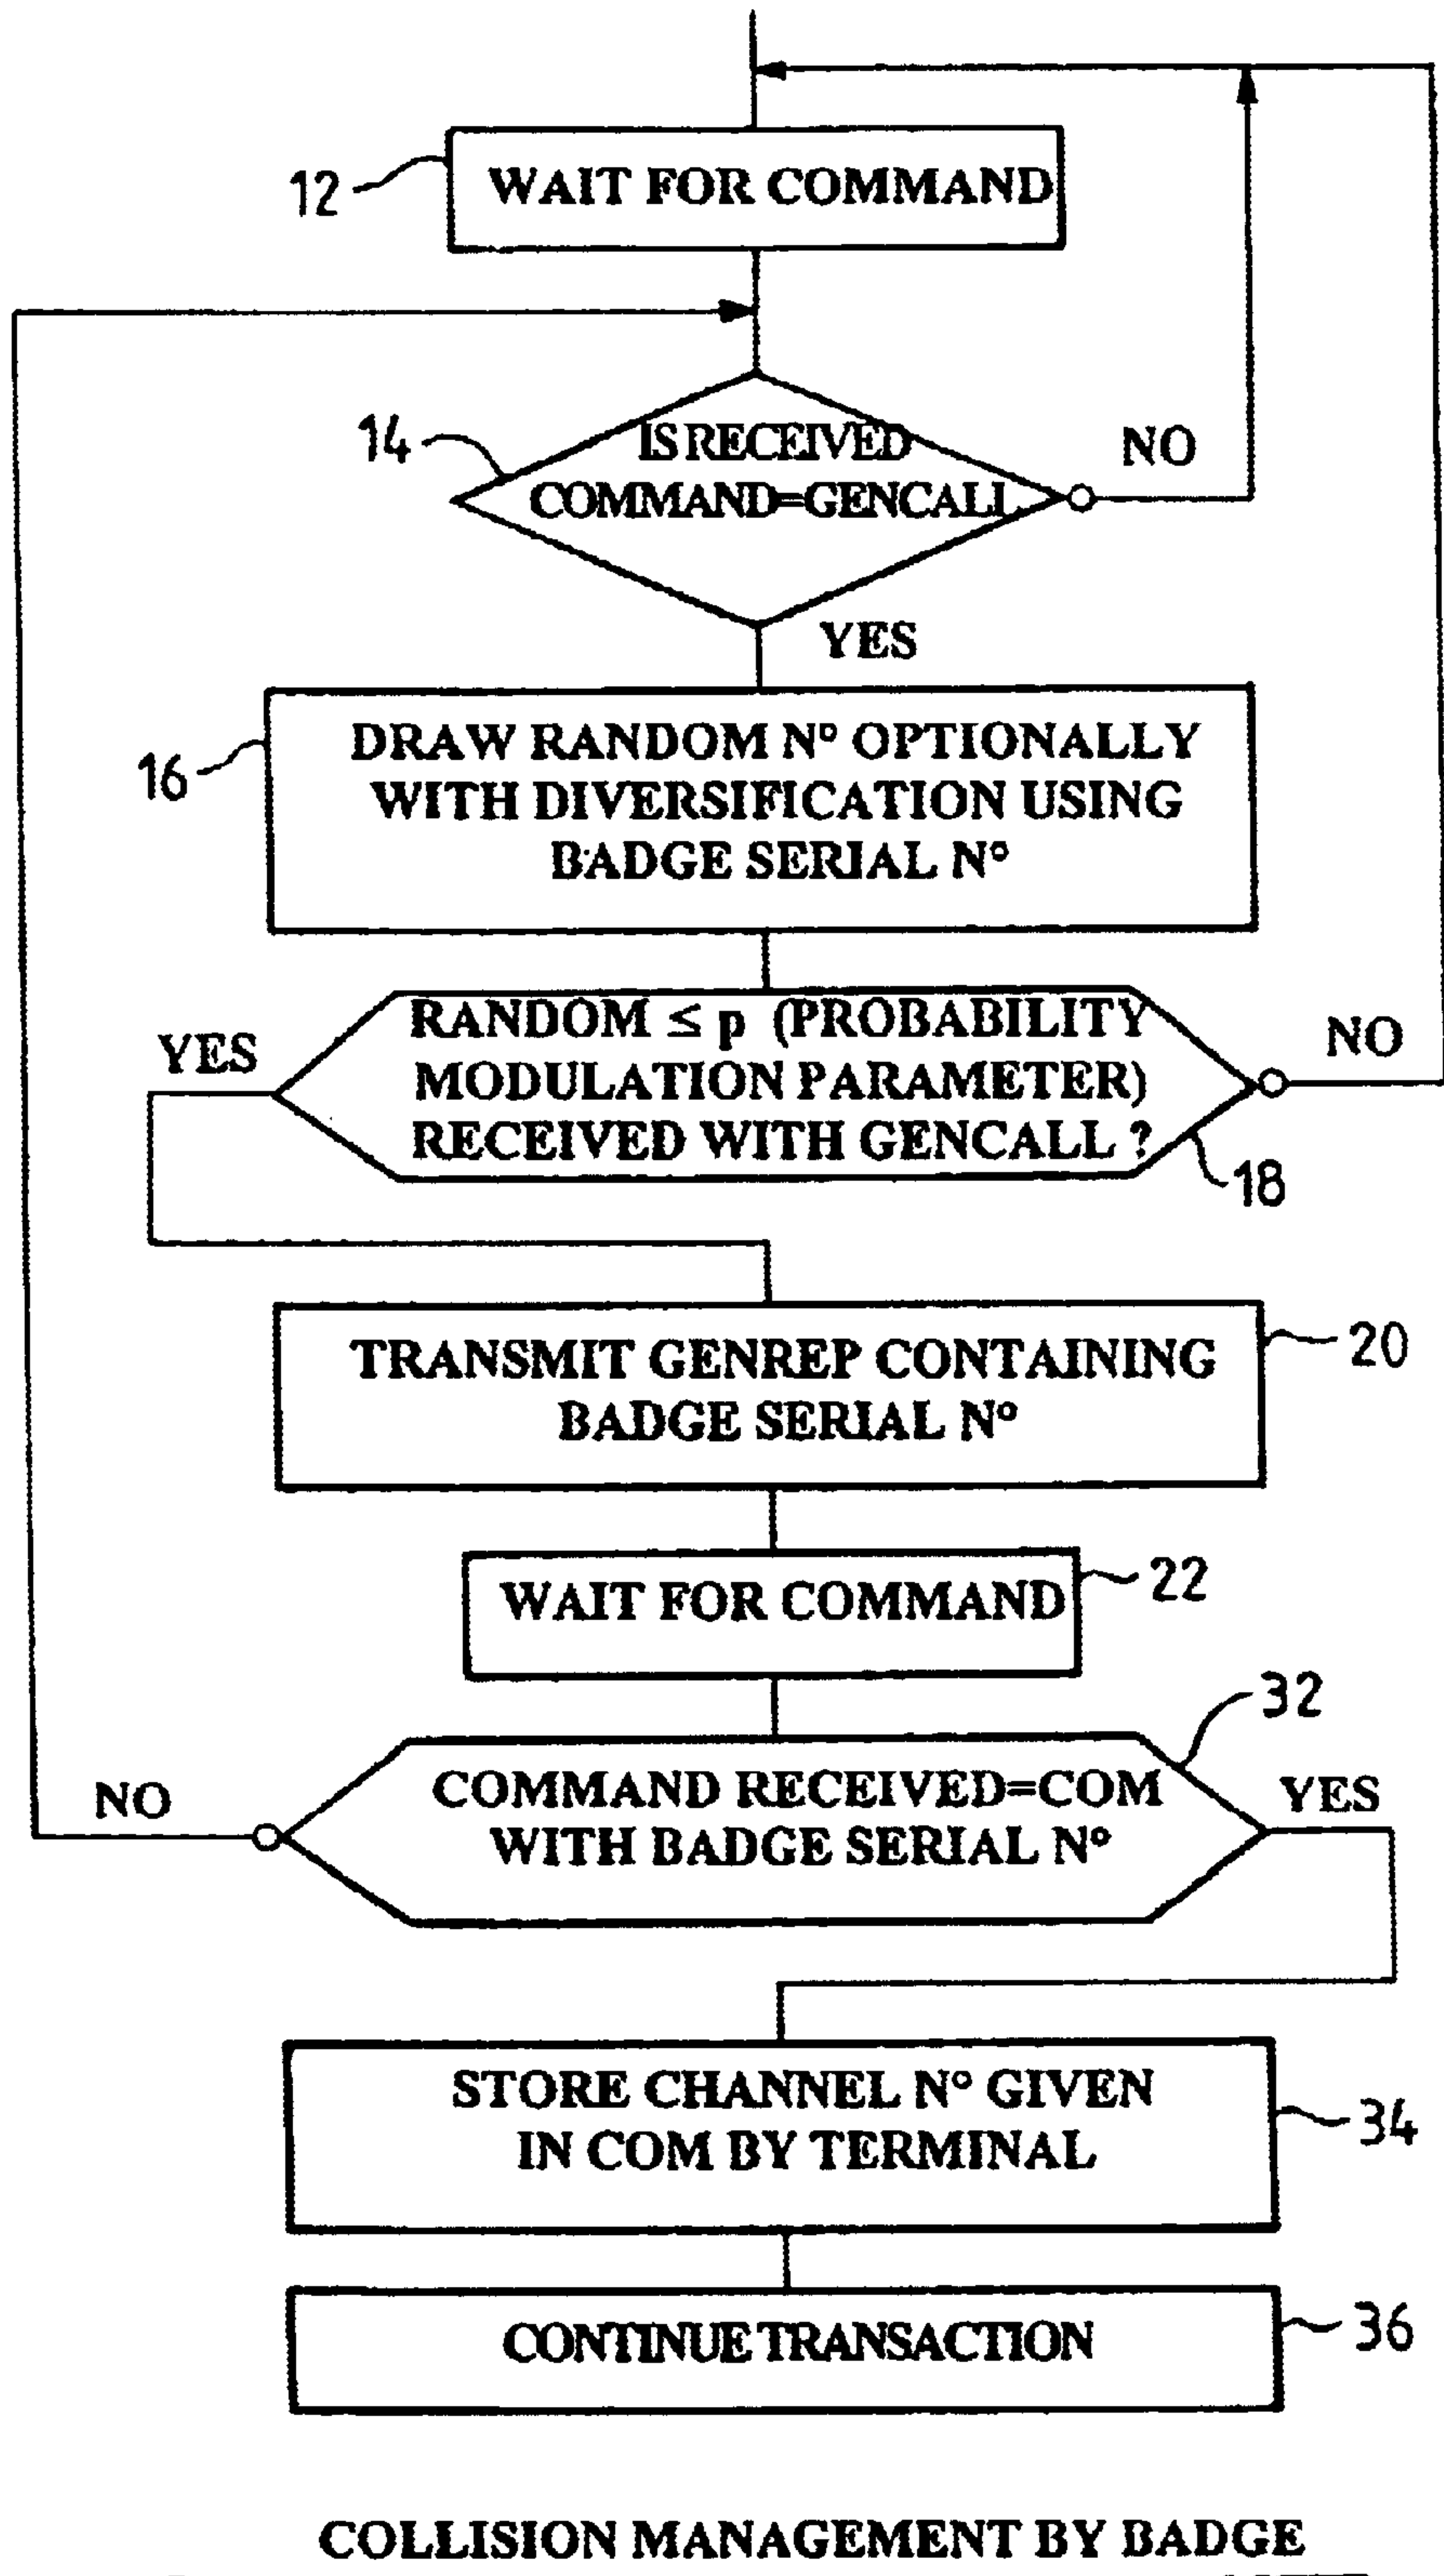 12
WAIT FOR COMMAND
14
IS RECEIVED
COMMAND=GENCALL
NO
YES
16
DRAW RANDOM N° OPTIONALLY
WITH DIVERSIFICATION USING
BADGE SERIAL N°
YES
RANDOM ≤ p (PROBABILITY
MODULATION PARAMETER)
RECEIVED WITH GENCALL ?
NO
18
TRANSMIT GENREP CONTAINING
BADGE SERIAL N°
20
WAIT FOR COMMAND
22
32
NO
COMMAND RECEIVED=COM
WITH BADGE SERIAL N°
YES
STORE CHANNEL N° GIVEN
IN COM BY TERMINAL
34
CONTINUE TRANSACTION
36
COLLISION MANAGEMENT BY BADGE